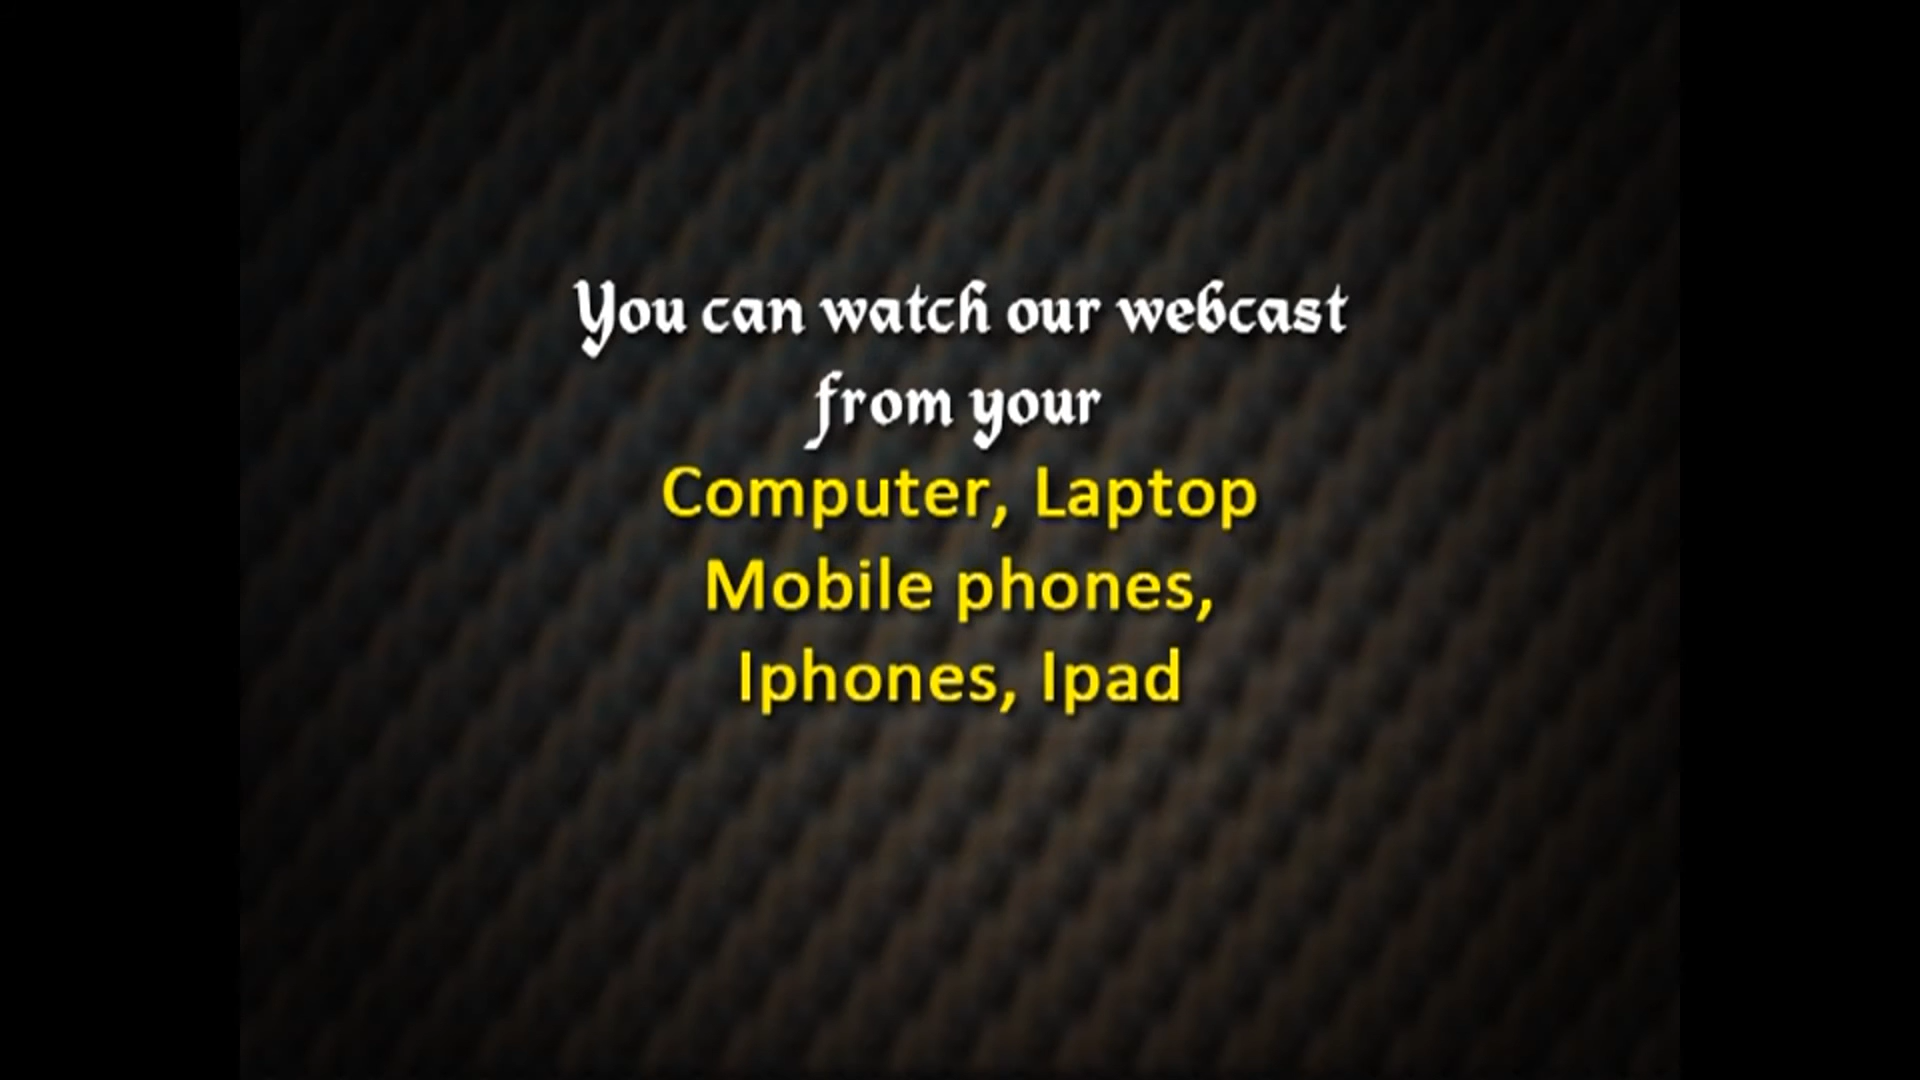 You can watch our webcast
from your
Computer, Laptop
Mobile phones,
Iphones, Ipad